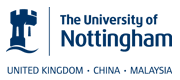 The University of
Nottingham
UNITED KINGDOM · CHINA · MALAYSIA